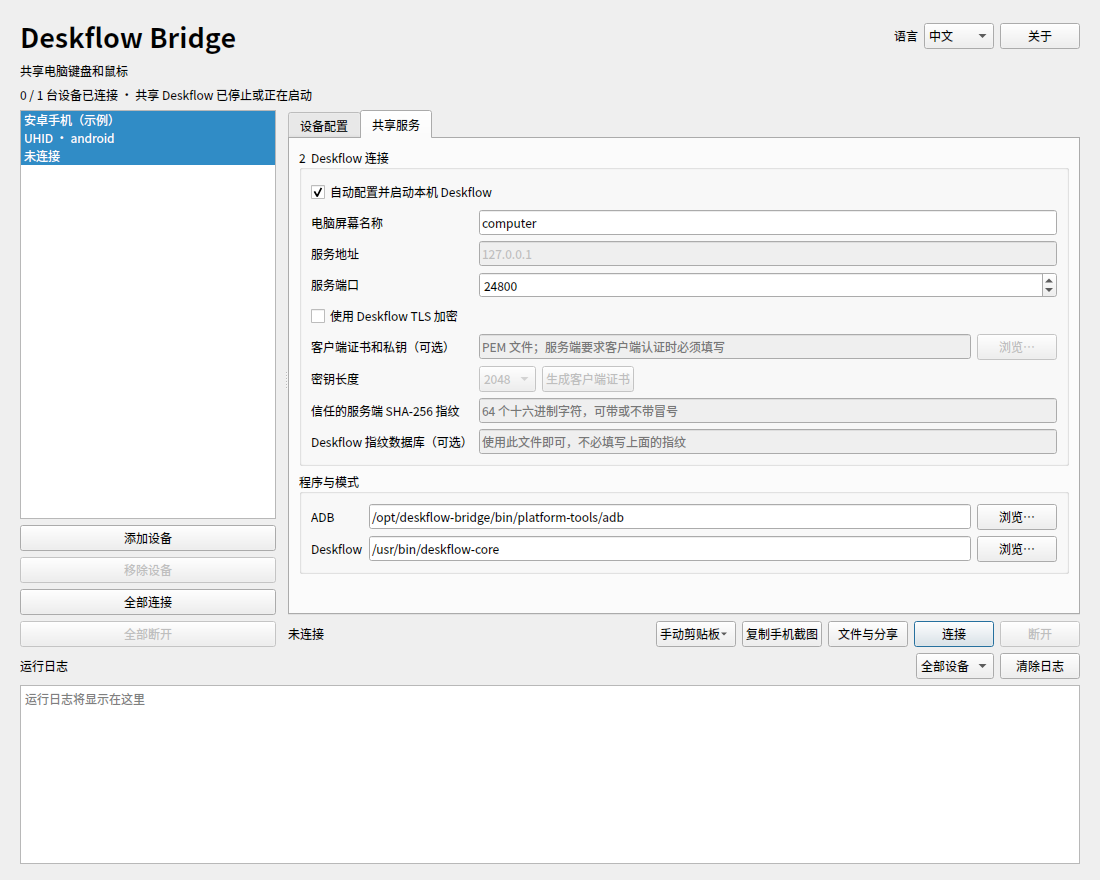 Deskflow Bridge
语言 中文 关于
共享电脑键盘和鼠标
0 / 1 台设备已连接 · 共享 Deskflow 已停止或正在启动
安卓手机（示例）
UHID · android
未连接
添加设备
移除设备
全部连接
全部断开
设备配置 共享服务
2 Deskflow 连接
自动配置并启动本机 Deskflow
电脑屏幕名称 computer
服务地址 127.0.0.1
服务端口 24800
使用 Deskflow TLS 加密
客户端证书和私钥（可选） PEM 文件；服务端要求客户端认证时必须填写 浏览…
密钥长度 2048 生成客户端证书
信任的服务端 SHA-256 指纹 64 个十六进制字符，可带或不带冒号
Deskflow 指纹数据库（可选） 使用此文件即可，不必填写上面的指纹
程序与模式
ADB /opt/deskflow-bridge/bin/platform-tools/adb 浏览…
Deskflow /usr/bin/deskflow-core 浏览…
未连接 手动剪贴板 复制手机截图 文件与分享 连接 断开
运行日志 全部设备 清除日志
运行日志将显示在这里